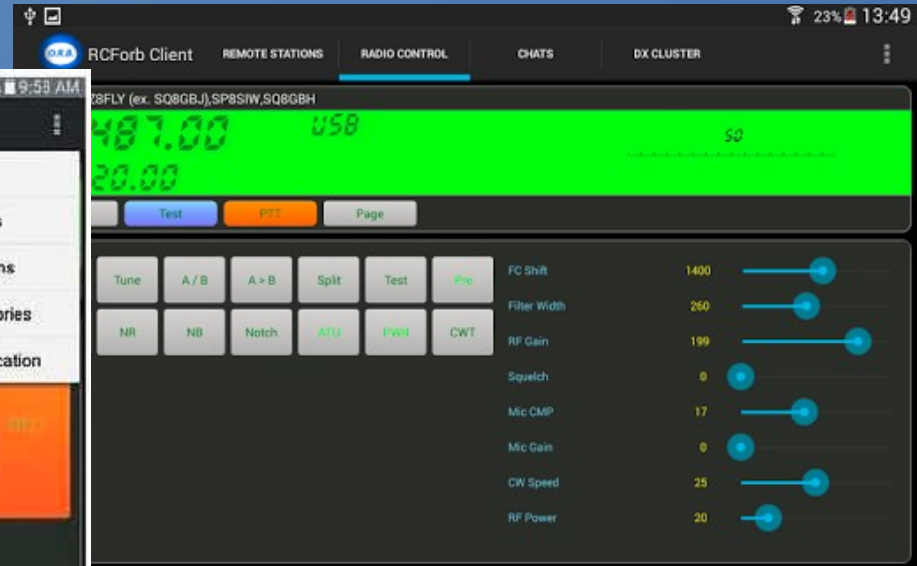 23% 13:49
O.R.B. RCForb Client REMOTE STATIONS RADIO CONTROL CHATS DX CLUSTER
9:58 AM
Z8FLY (ex. SQ8GBJ),SP8SIW,SQ8GBH
487.00 USB S0
20.00
Test PTT Page
Tune A / B A > B Split Test Pre
NR NB Notch ATU PWR CWT
FC Shift 1400
Filter Width 260
RF Gain 199
Squelch 0
Mic CMP 17
Mic Gain 0
CW Speed 25
RF Power 20